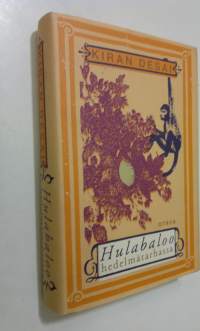 KIRAN DESAI
OTAVA
Hulabaloo
hedelmätarhassa
Hulabaloo